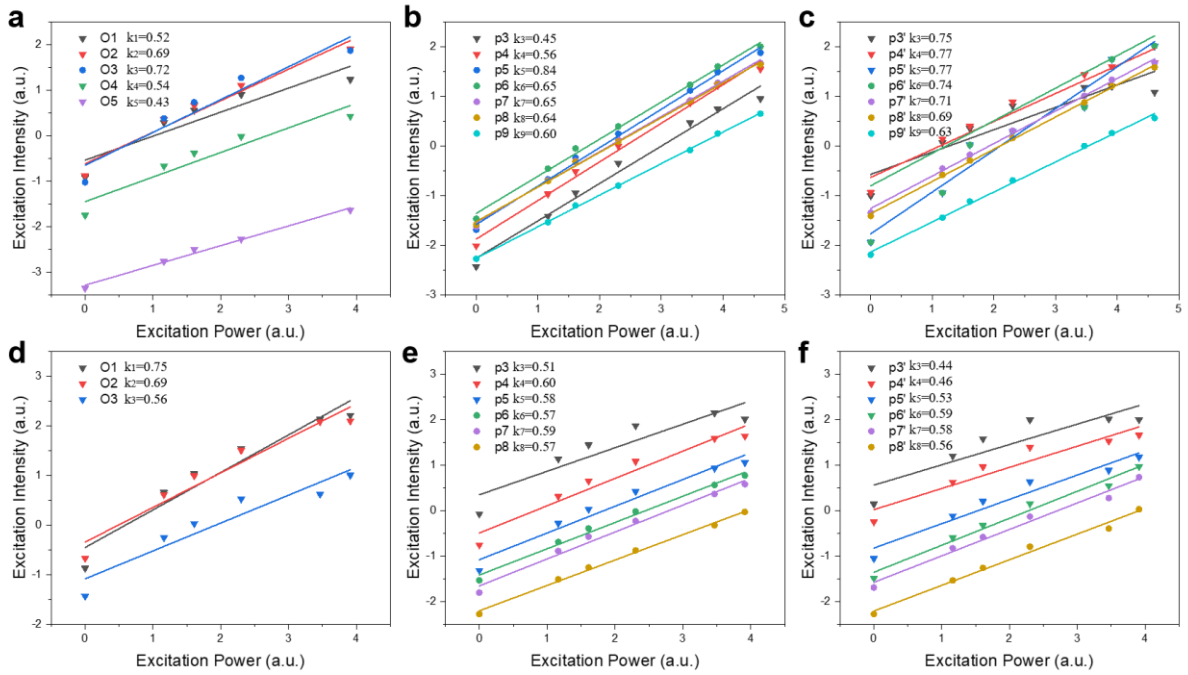 a
O1 k1=0.52
O2 k2=0.69
O3 k3=0.72
O4 k4=0.54
O5 k5=0.43
Excitation Intensity (a.u.)
2
1
0
-1
-2
-3
0
1
2
3
4
Excitation Power (a.u.)
b
p3 k3=0.45
p4 k4=0.56
p5 k5=0.84
p6 k6=0.65
p7 k7=0.65
p8 k8=0.64
p9 k9=0.60
Excitation Intensity (a.u.)
2
1
0
-1
-2
-3
0
1
2
3
4
5
Excitation Power (a.u.)
c
p3' k3=0.75
p4' k4=0.77
p5' k5=0.77
p6' k6=0.74
p7' k7=0.71
p8' k8=0.69
p9' k9=0.63
Excitation Intensity (a.u.)
2
1
0
-1
-2
-3
0
1
2
3
4
5
Excitation Power (a.u.)
d
O1 k1=0.75
O2 k2=0.69
O3 k3=0.56
Excitation Intensity (a.u.)
3
2
1
0
-1
-2
0
1
2
3
4
Excitation Power (a.u.)
e
p3 k3=0.51
p4 k4=0.60
p5 k5=0.58
p6 k6=0.57
p7 k7=0.59
p8 k8=0.57
Excitation Intensity (a.u.)
3
2
1
0
-1
-2
0
1
2
3
4
Excitation Power (a.u.)
f
p3' k3=0.44
p4' k4=0.46
p5' k5=0.53
p6' k6=0.59
p7' k7=0.58
p8' k8=0.56
Excitation Intensity (a.u.)
3
2
1
0
-1
-2
0
1
2
3
4
Excitation Power (a.u.)